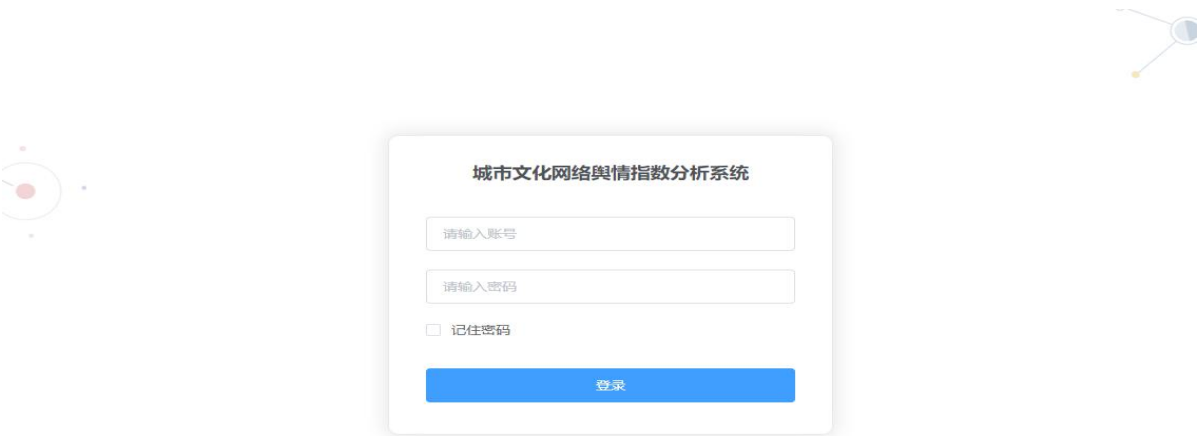 城市文化网络舆情指数分析系统
请输入账号
请输入密码
记住密码
登录